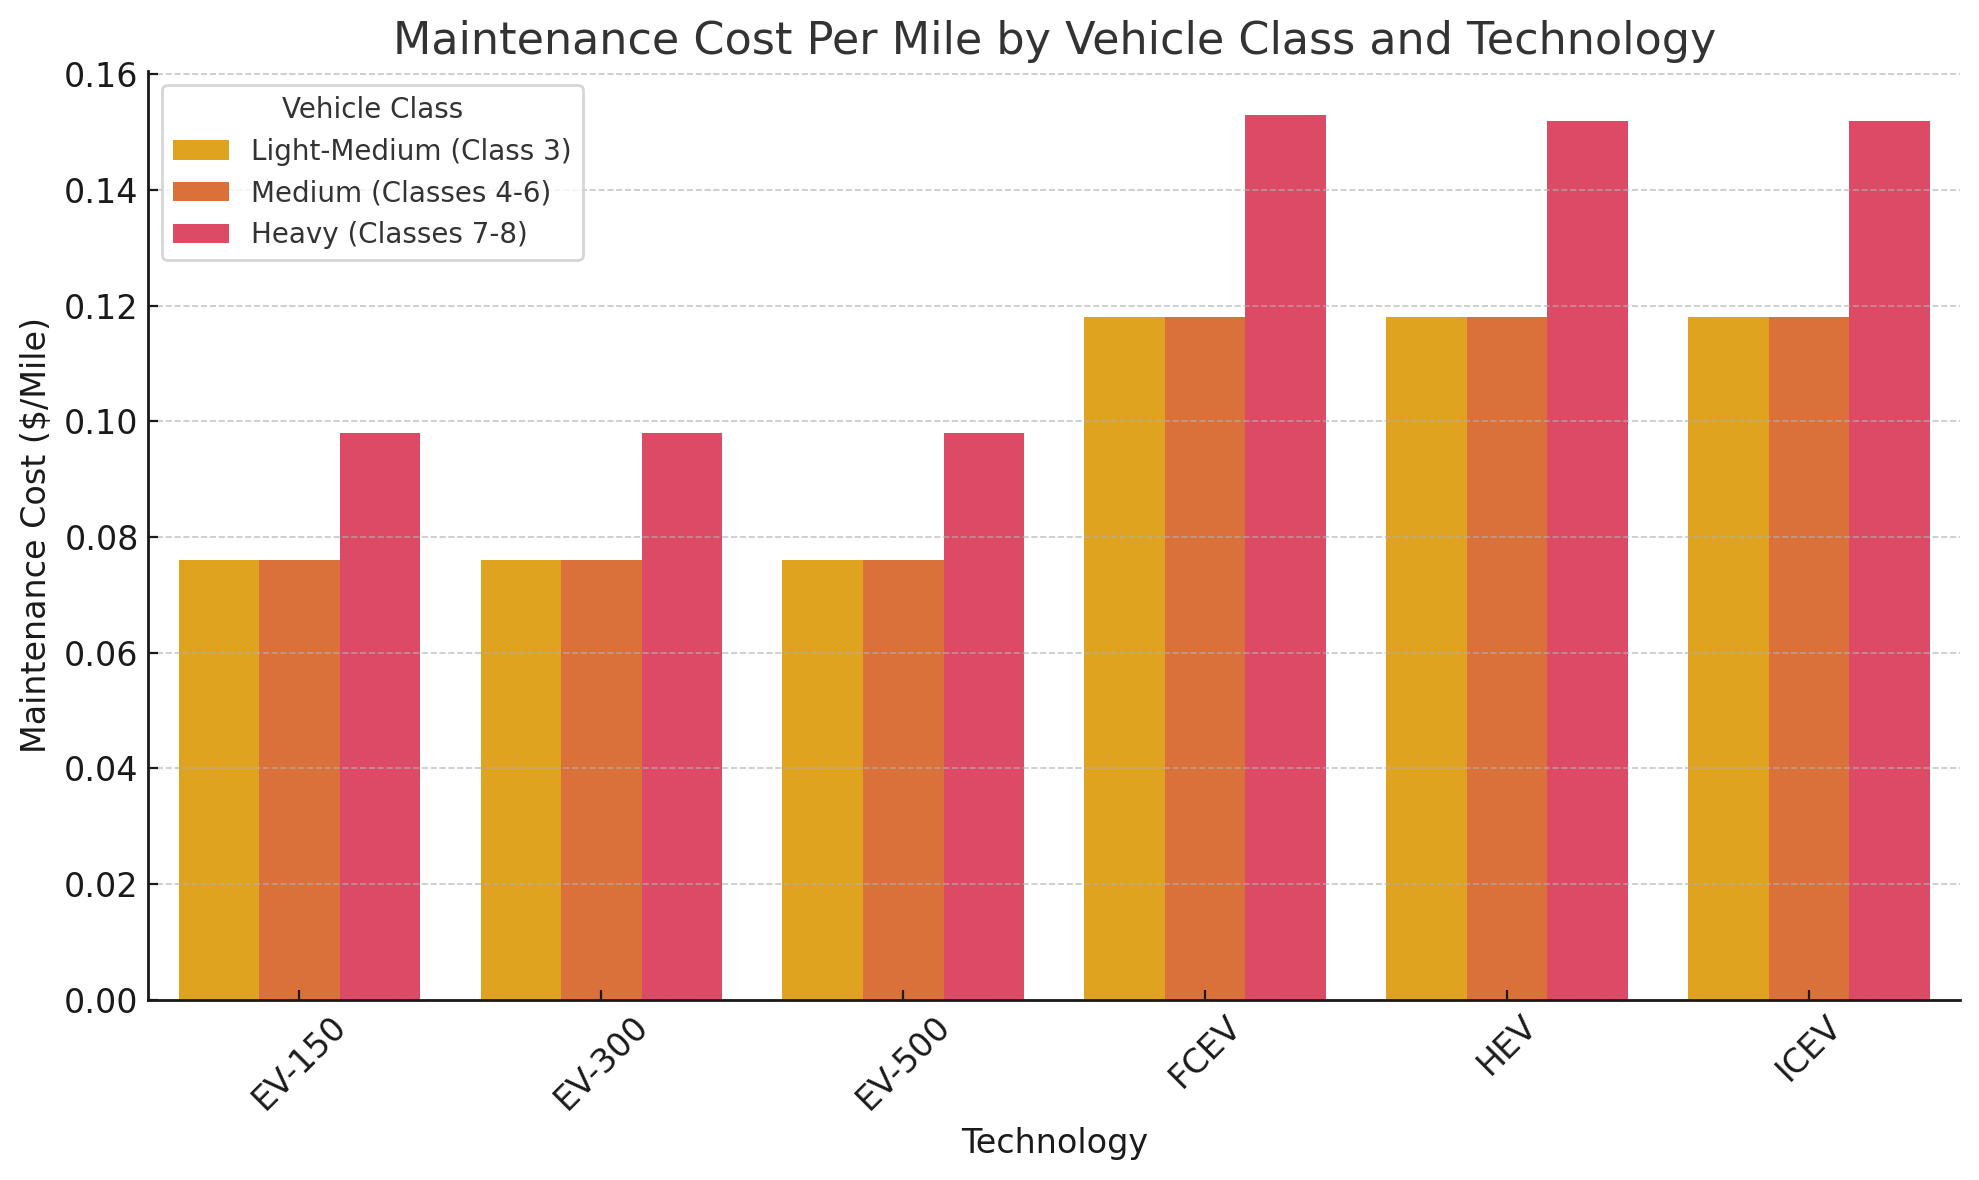 Maintenance Cost Per Mile by Vehicle Class and Technology
0.16
0.14
0.12
0.10
0.08
0.06
0.04
0.02
0.00
Maintenance Cost ($/Mile)
Vehicle Class
Light-Medium (Class 3)
Medium (Classes 4-6)
Heavy (Classes 7-8)
EV-150
EV-300
EV-500
FCEV
HEV
ICEV
Technology